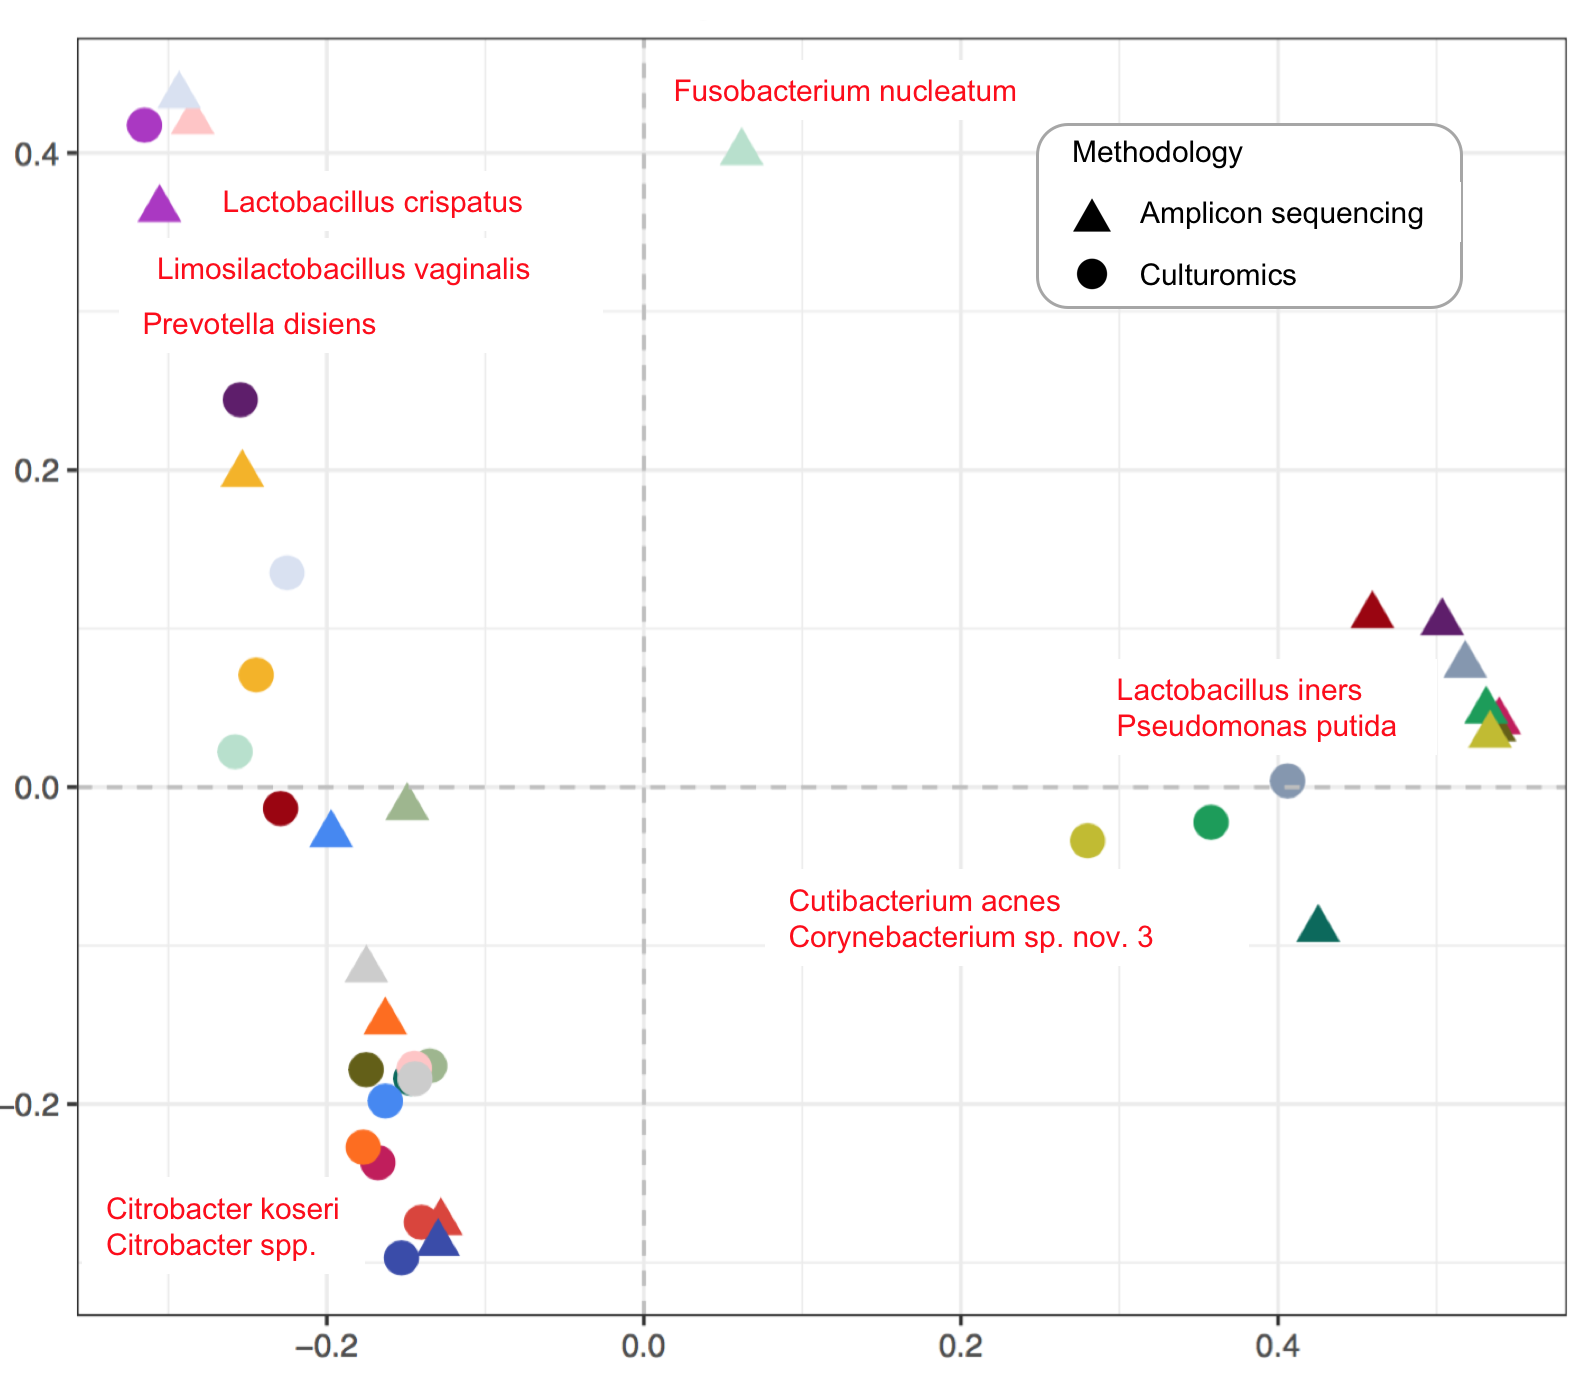 Fusobacterium nucleatum
Methodology
Amplicon sequencing
Culturomics
Lactobacillus crispatus
Limosilactobacillus vaginalis
Prevotella disiens
Lactobacillus iners
Pseudomonas putida
Cutibacterium acnes
Corynebacterium sp. nov. 3
Citrobacter koseri
Citrobacter spp.
0.4
0.2
0.0
−0.2
−0.2
0.0
0.2
0.4